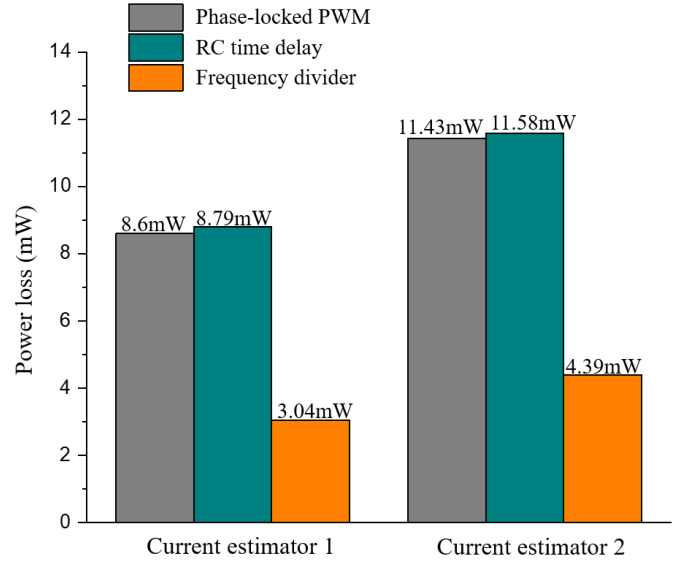 Phase-locked PWM
RC time delay
Frequency divider
14
12
10
8
6
4
2
0
Power loss (mW)
8.6mW
8.79mW
3.04mW
11.43mW
11.58mW
4.39mW
Current estimator 1
Current estimator 2